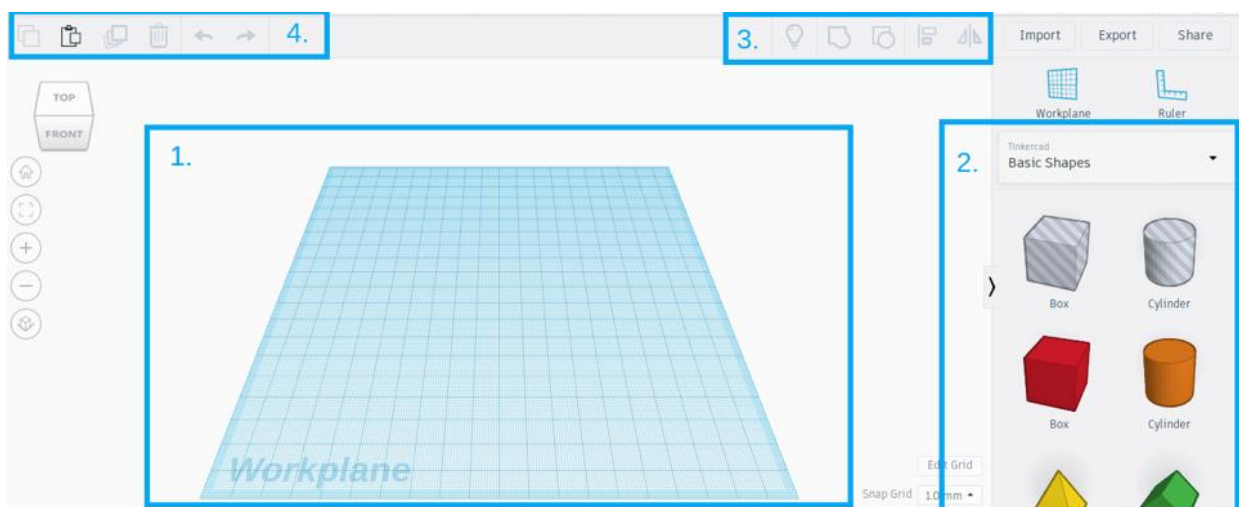 4.
3.
Import
Export
Share
TOP
FRONT
Workplane
Ruler
1.
2.
Tinkercad
Basic Shapes
Box
Cylinder
Box
Cylinder
Workplane
Edit Grid
Snap Grid
1.0 mm